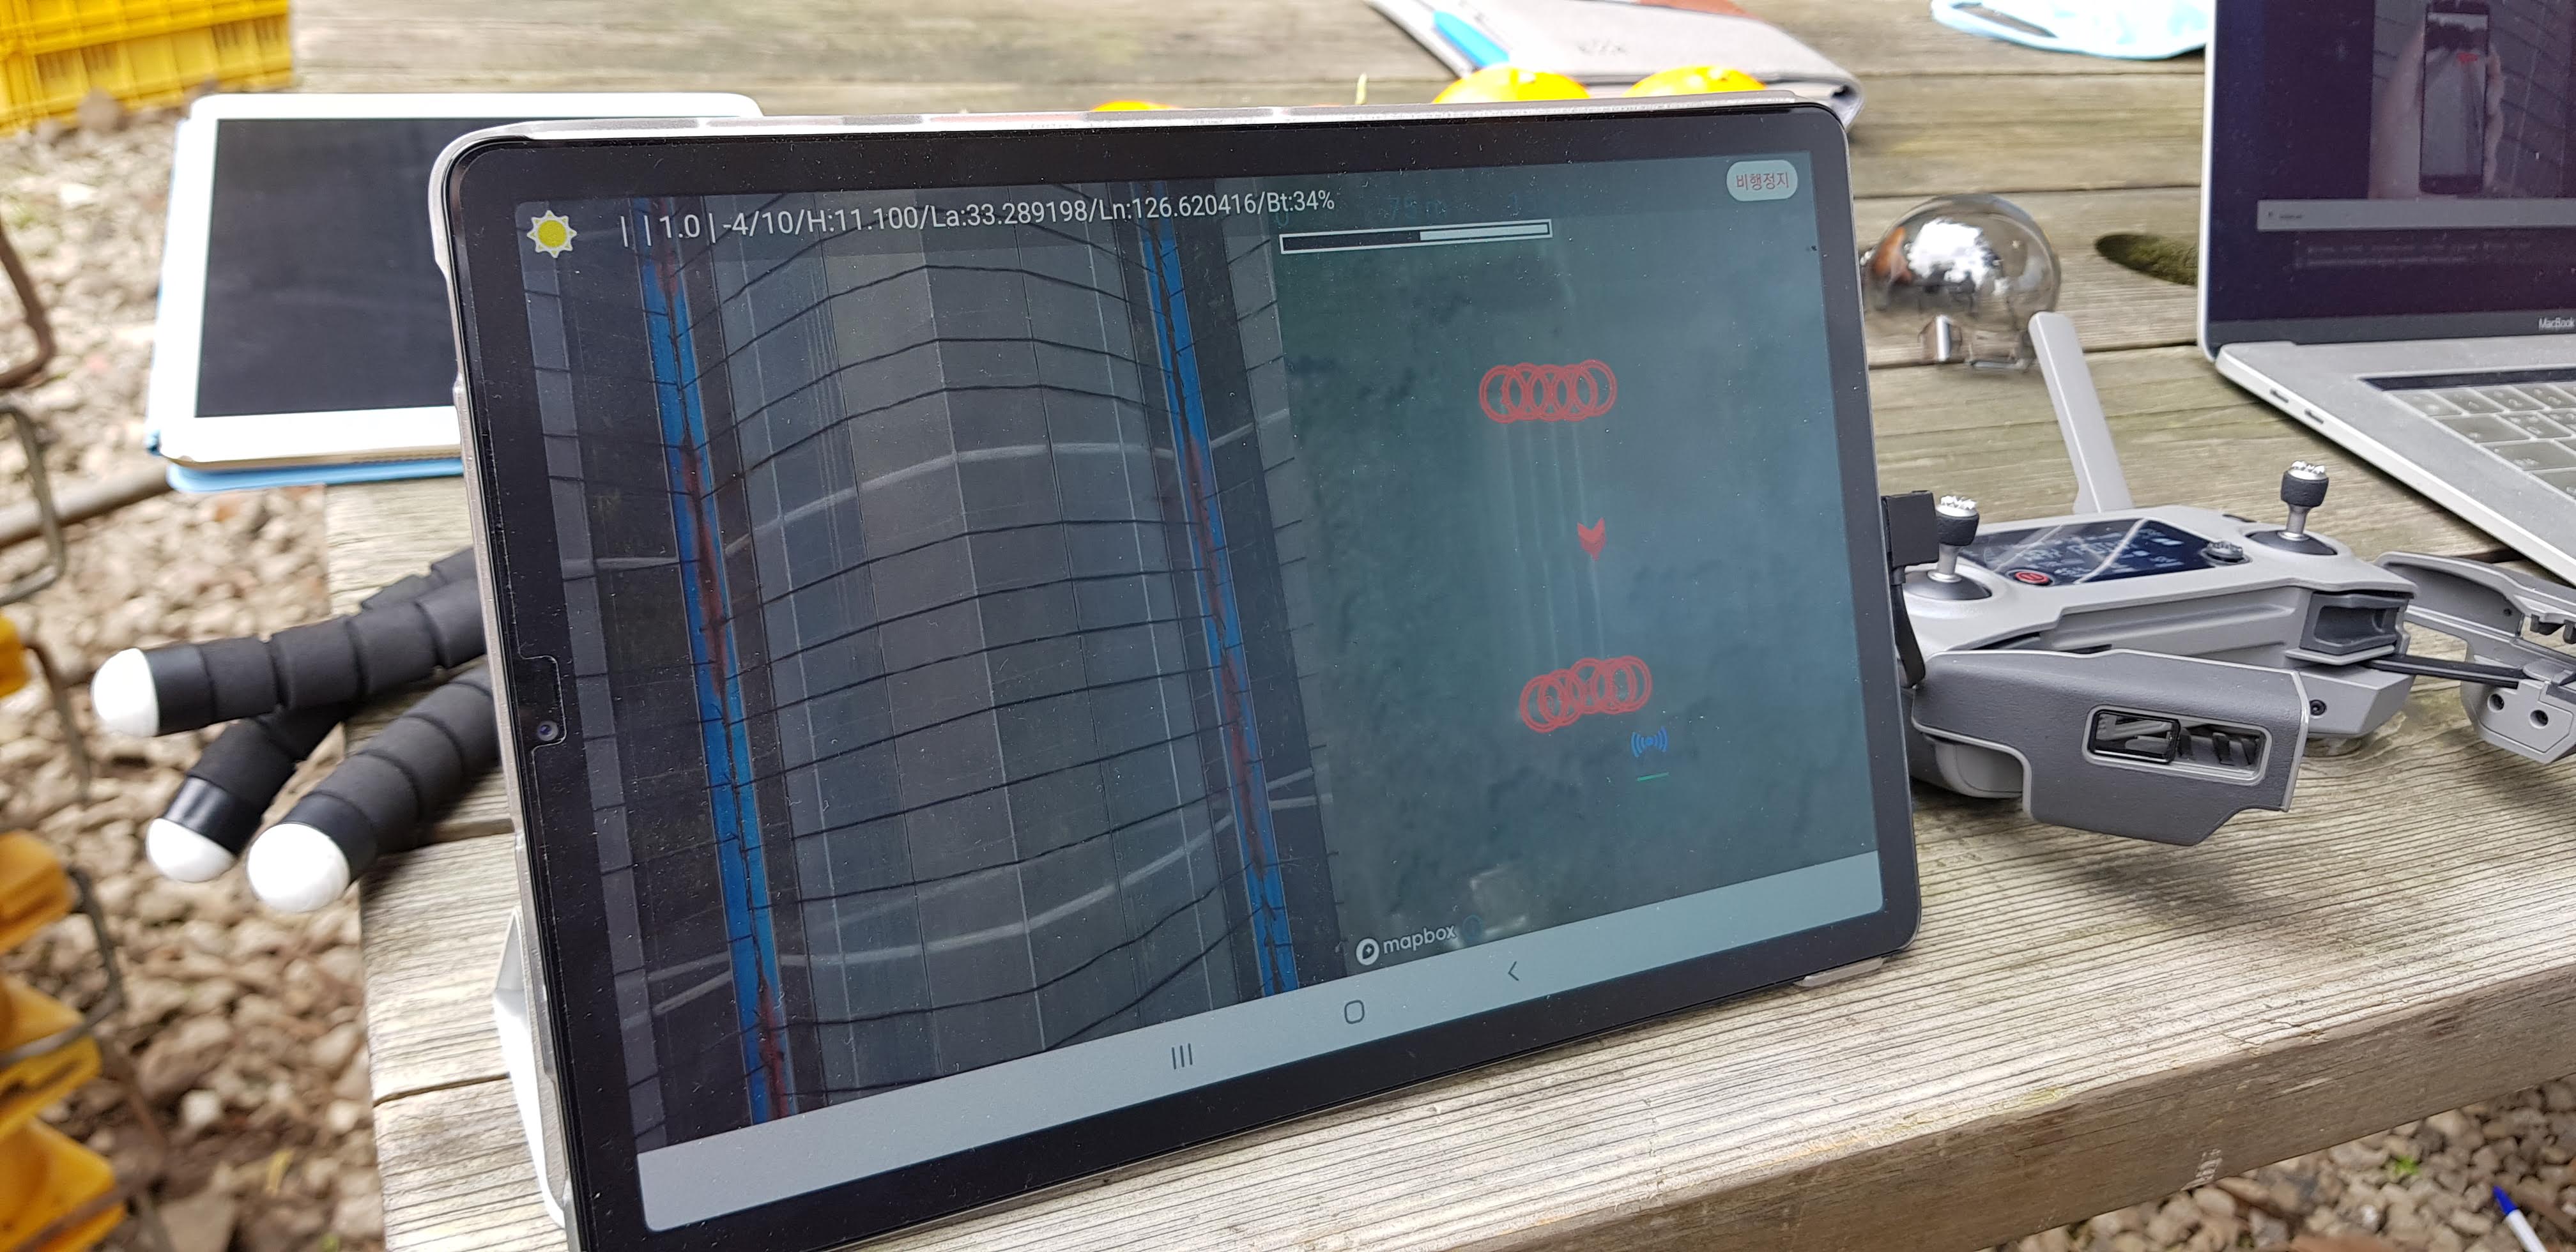 | | 1.0 | -4/10/H:11.100/La:33.289198/Ln:126.620416/Bt:34%
비행정지
mapbox
MacBook